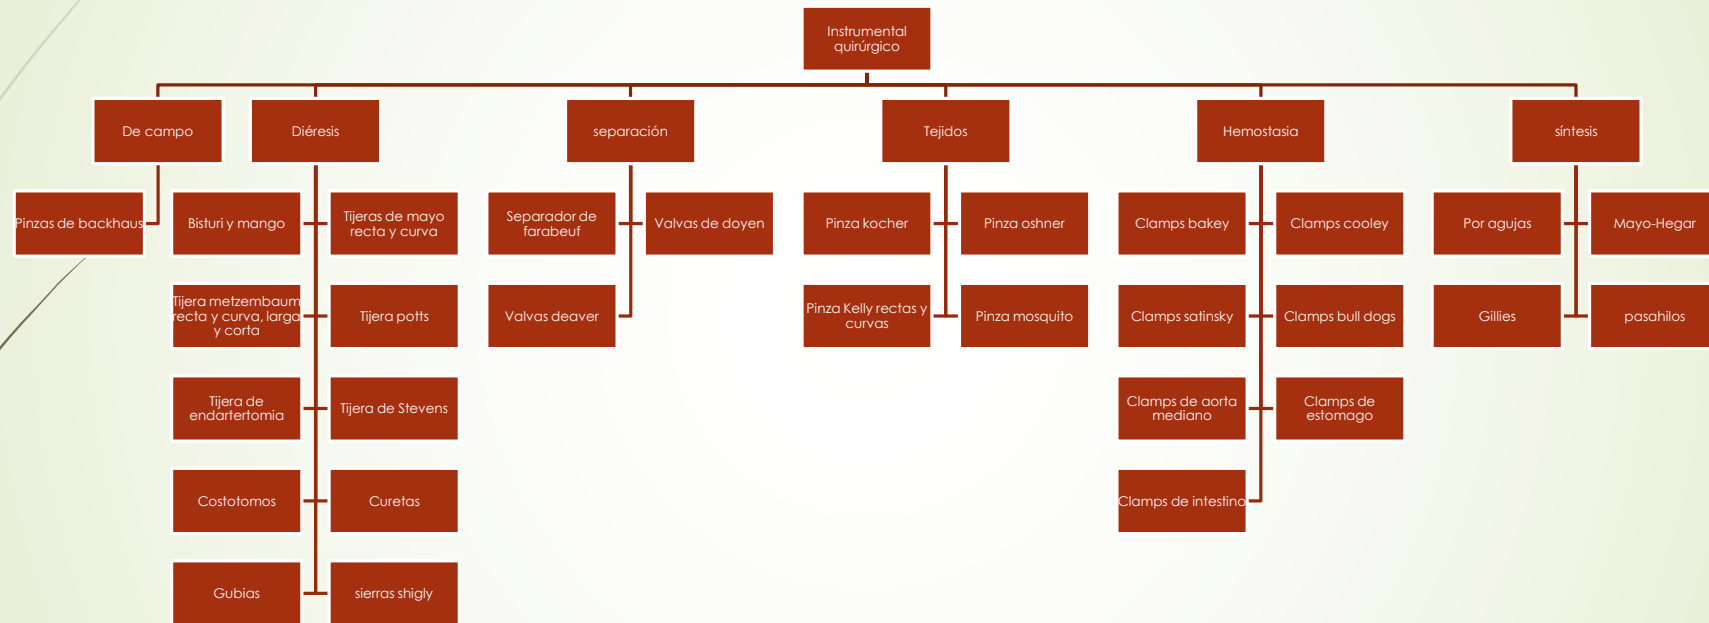 Instrumental
quirúrgico
De campo
Diéresis
separación
Tejidos
Hemostasia
síntesis
Pinzas de backhaus
Bisturi y mango
Tijeras de mayo
recta y curva
Separador de
farabeuf
Valvas de doyen
Pinza kocher
Pinza oshner
Clamps bakey
Clamps cooley
Por agujas
Mayo-Hegar
Tijera metzembaum
recta y curva, larga
y corta
Tijera potts
Valvas deaver
Pinza Kelly rectas y
curvas
Pinza mosquito
Clamps satinsky
Clamps bull dogs
Gillies
pasahilos
Tijera de
endartertomia
Tijera de Stevens
Clamps de aorta
mediano
Clamps de
estomago
Costotomos
Curetas
Clamps de intestino
Gubias
sierras shigly